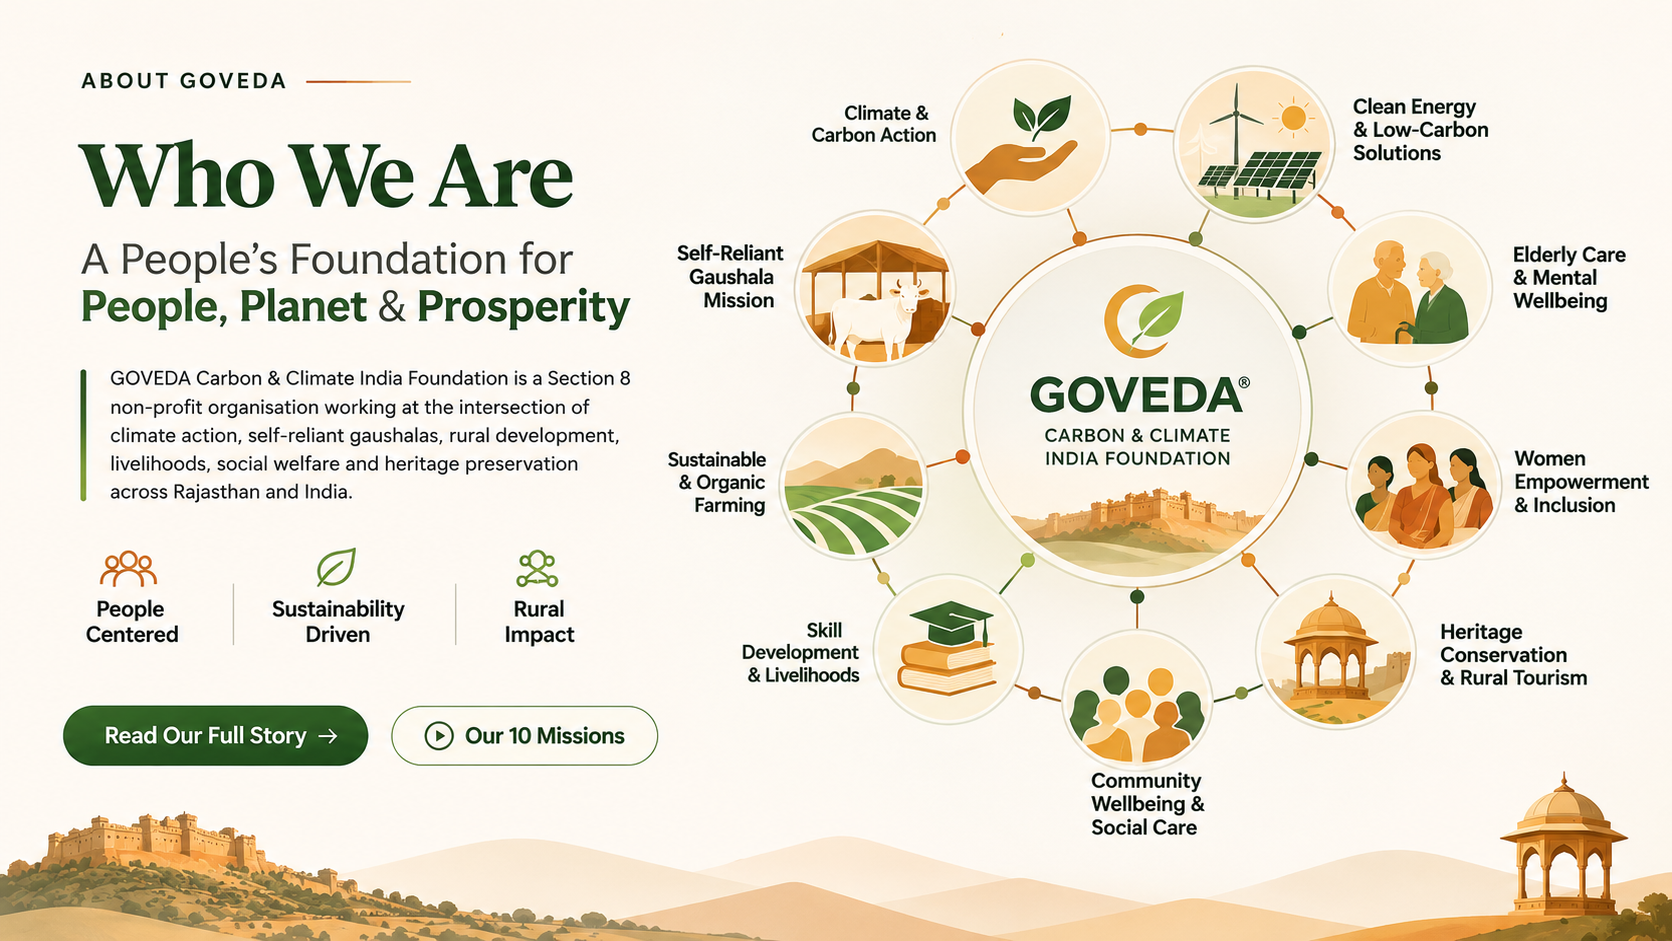 ABOUT GOVEDA
Who We Are
A People's Foundation for
People, Planet & Prosperity
GOVEDA Carbon & Climate India Foundation is a Section 8
non-profit organisation working at the intersection of
climate action, self-reliant gaushalas, rural development,
livelihoods, social welfare and heritage preservation
across Rajasthan and India.
People
Centered
Sustainability
Driven
Rural
Impact
Read Our Full Story →
Our 10 Missions
Climate &
Carbon Action
Clean Energy
& Low-Carbon
Solutions
Self-Reliant
Gaushala
Mission
Elderly Care
& Mental
Wellbeing
GOVEDA®
CARBON & CLIMATE
INDIA FOUNDATION
Sustainable
& Organic
Farming
Women
Empowerment
& Inclusion
Skill
Development
& Livelihoods
Heritage
Conservation
& Rural Tourism
Community
Wellbeing &
Social Care